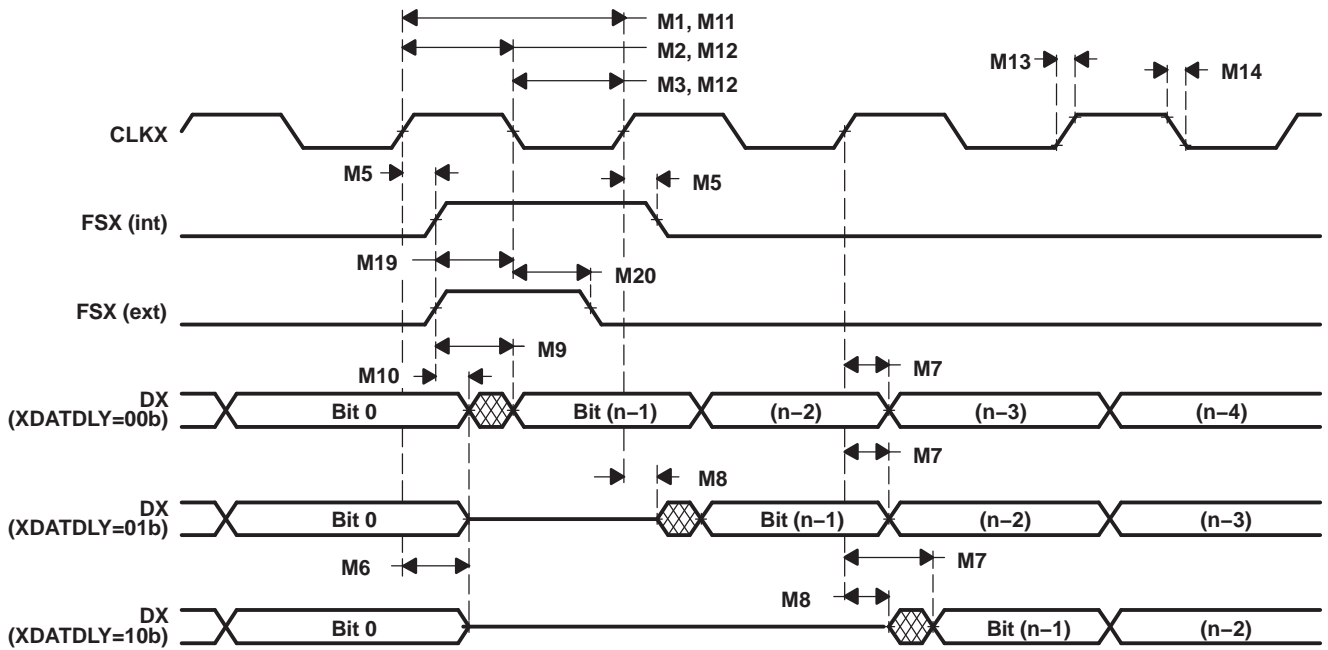 M1, M11
M2, M12
M3, M12
M13
M14
CLKX
M5
M5
FSX (int)
M19
M20
FSX (ext)
M9
M10
M7
DX
(XDATDLY=00b)
Bit 0
Bit (n−1)
(n−2)
(n−3)
(n−4)
M7
M8
DX
(XDATDLY=01b)
Bit 0
Bit (n−1)
(n−2)
(n−3)
M6
M7
M8
DX
(XDATDLY=10b)
Bit 0
Bit (n−1)
(n−2)